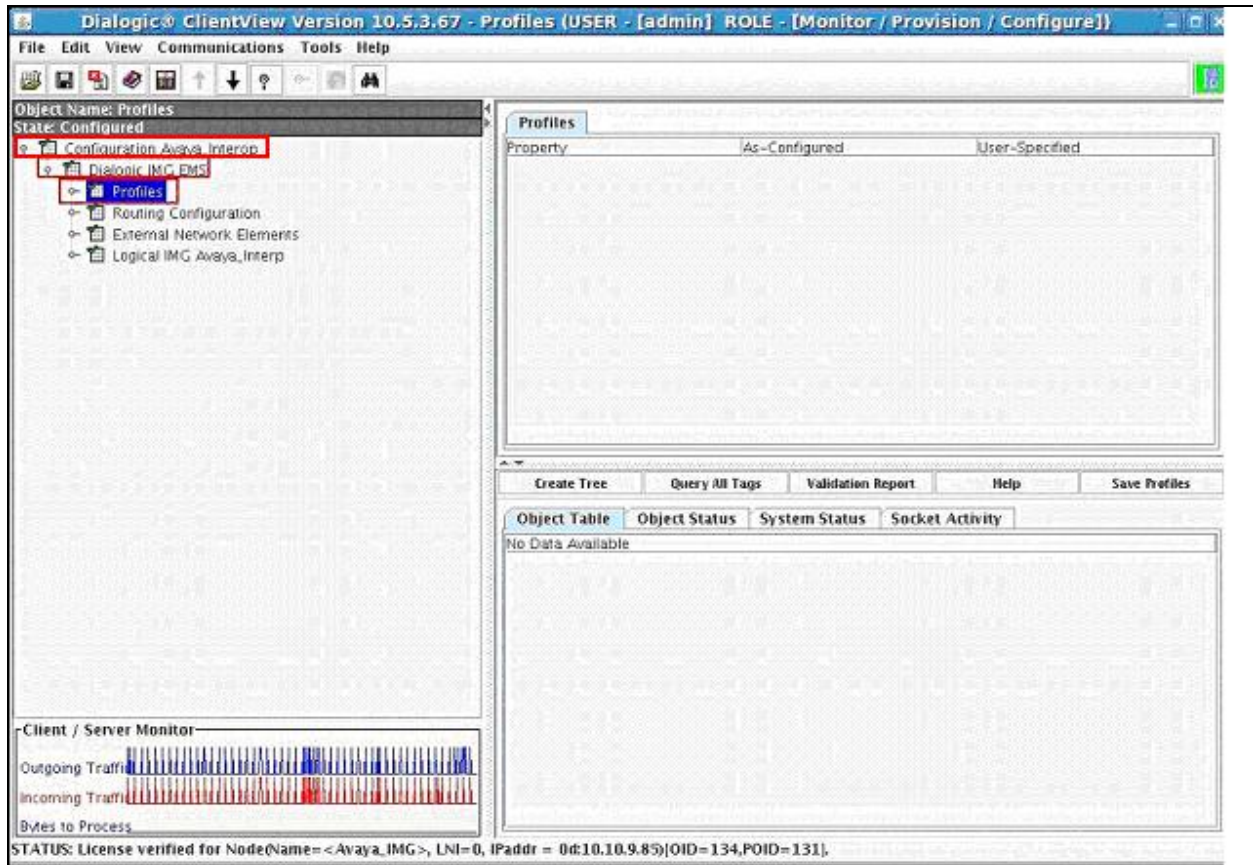 Dialogic® ClientView Version 10.5.3.67 - Profiles (USER - [admin] ROLE - [Monitor / Provision / Configure])
File Edit View Communications Tools Help
Object Name: Profiles
State: Configured
Configuration Avaya_Interop
Dialogic IMG EMS
Profiles
Routing Configuration
External Network Elements
Logical IMG Avaya_Interp
Profiles
Property As-Configured User-Specified
Create Tree Query All Tags Validation Report Help Save Profiles
Object Table Object Status System Status Socket Activity
No Data Available
Client / Server Monitor
Outgoing Traffi
Incoming Traffi
Bytes to Process
STATUS: License verified for Node(Name=<Avaya_IMG>, LNI=0, IPaddr = 0d:10.10.9.85)[OID=134,POID=131].